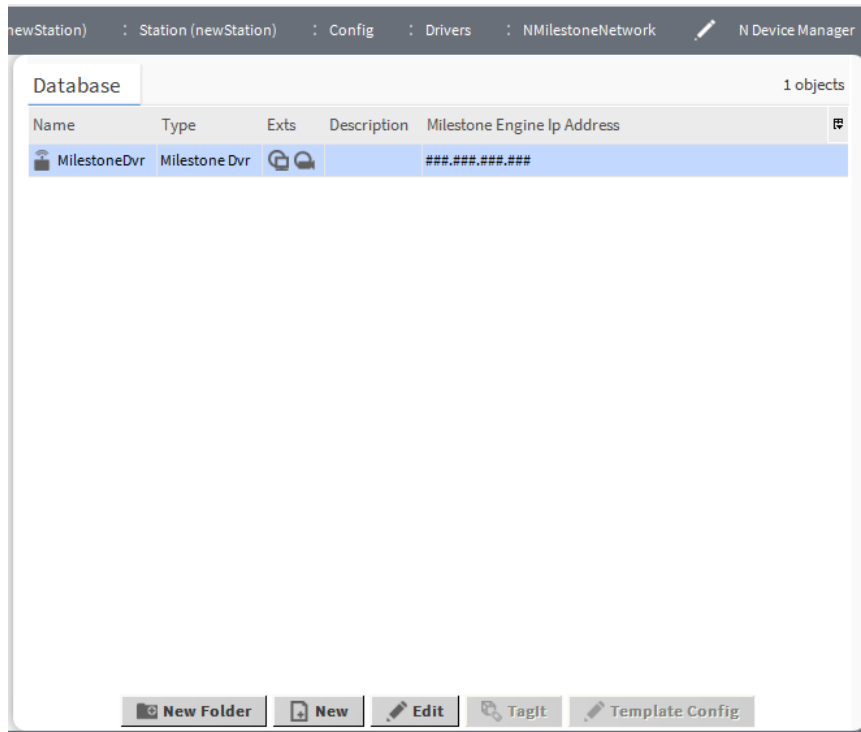 ewStation) : Station (newStation) : Config : Drivers : NMilestoneNetwork N Device Manager
Database 1 objects
Name Type Exts Description Milestone Engine Ip Address
MilestoneDvr Milestone Dvr ###.###.###.###
New Folder New Edit TagIt Template Config